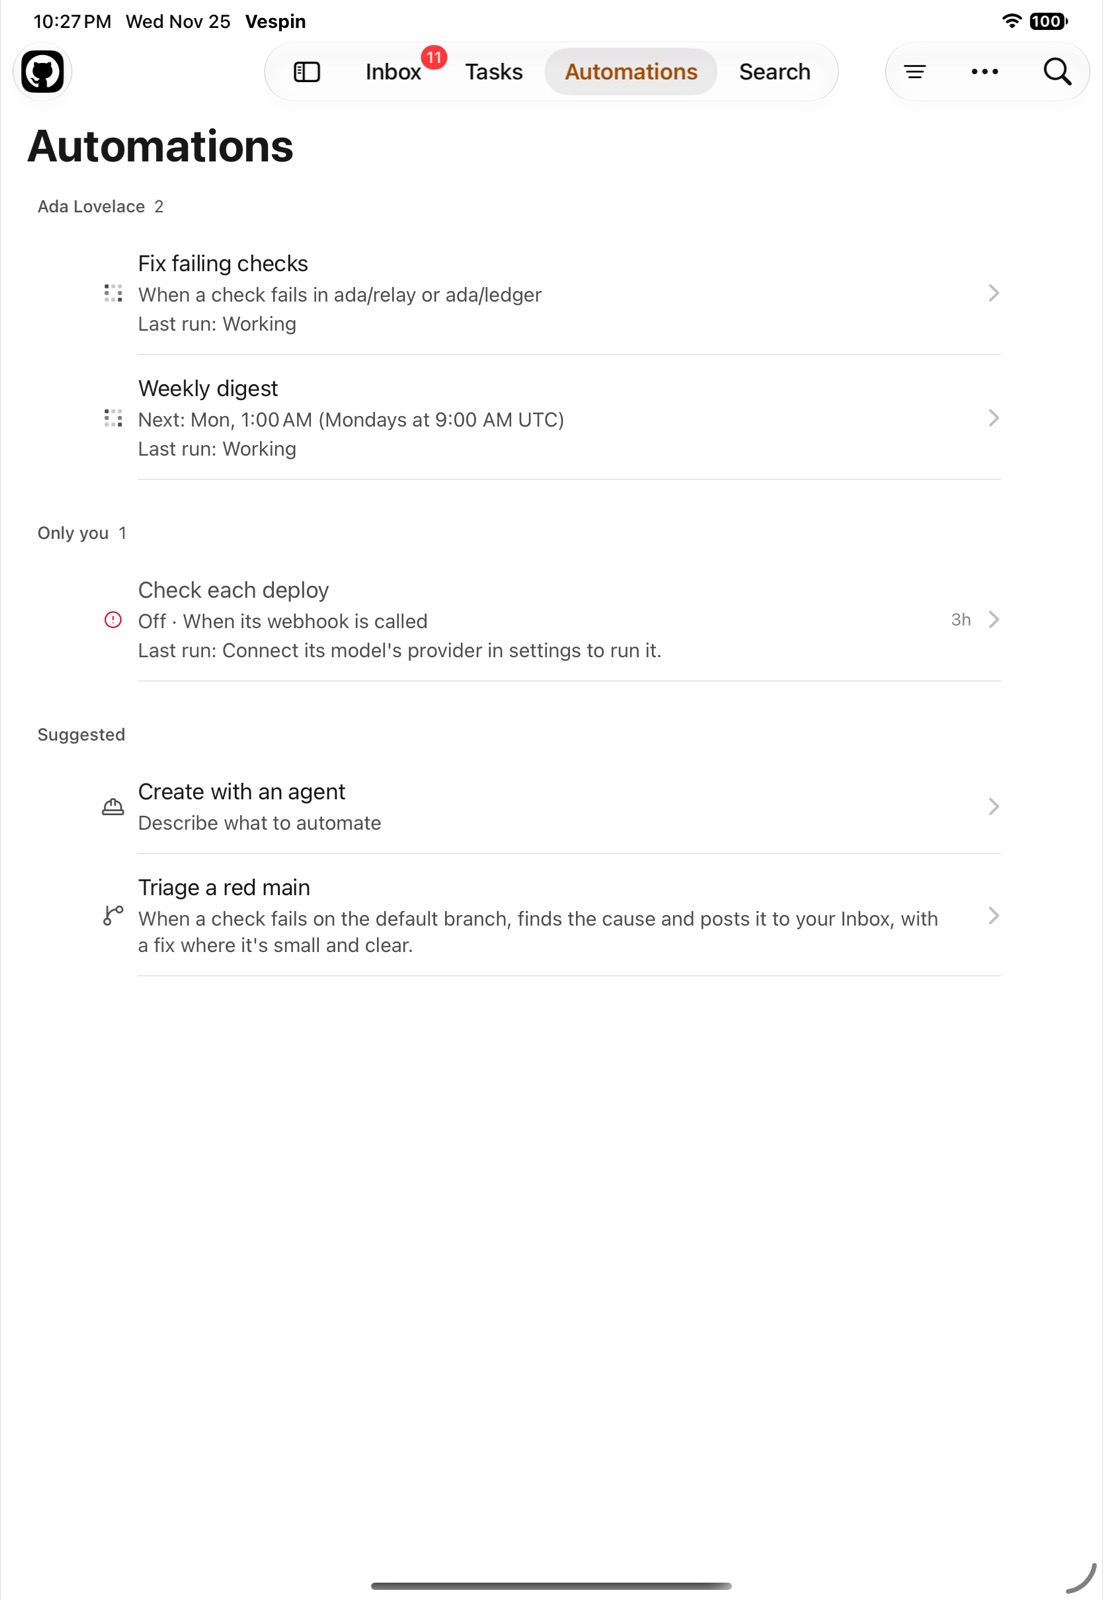 10:27 PM Wed Nov 25 Vespin
100
Inbox 11 Tasks Automations Search
Automations
Ada Lovelace 2
Fix failing checks
When a check fails in ada/relay or ada/ledger
Last run: Working
Weekly digest
Next: Mon, 1:00 AM (Mondays at 9:00 AM UTC)
Last run: Working
Only you 1
Check each deploy
Off · When its webhook is called
3h
Last run: Connect its model's provider in settings to run it.
Suggested
Create with an agent
Describe what to automate
Triage a red main
When a check fails on the default branch, finds the cause and posts it to your Inbox, with
a fix where it's small and clear.